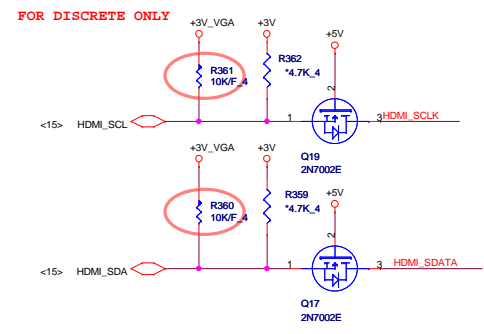 FOR DISCRETE ONLY
+3V_VGA +3V +5V
R361
10K/F_4
R362
*4.7K_4
2
<15> HDMI_SCL 1 3 HDMI_SCLK
Q19
2N7002E
+3V_VGA +3V +5V
R360
10K/F_4
R359
*4.7K_4
2
<15> HDMI_SDA 1 3 HDMI_SDATA
Q17
2N7002E